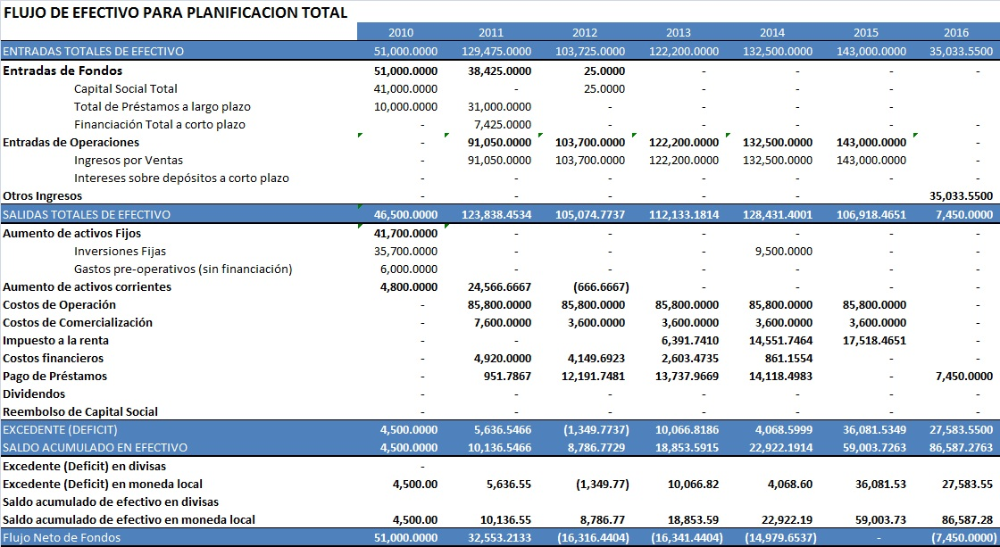 FLUJO DE EFECTIVO PARA PLANIFICACION TOTAL
2010 2011 2012 2013 2014 2015 2016
ENTRADAS TOTALES DE EFECTIVO 51,000.0000 129,475.0000 103,725.0000 122,200.0000 132,500.0000 143,000.0000 35,033.5500
Entradas de Fondos 51,000.0000 38,425.0000 25.0000 - - - -
Capital Social Total 41,000.0000 - 25.0000 - - -
Total de Préstamos a largo plazo 10,000.0000 31,000.0000 - - - -
Financiación Total a corto plazo - 7,425.0000 - - - - -
Entradas de Operaciones - 91,050.0000 103,700.0000 122,200.0000 132,500.0000 143,000.0000 -
Ingresos por Ventas - 91,050.0000 103,700.0000 122,200.0000 132,500.0000 143,000.0000 -
Intereses sobre depósitos a corto plazo - - - - - - -
Otros Ingresos - - - - - 35,033.5500
SALIDAS TOTALES DE EFECTIVO 46,500.0000 123,838.4534 105,074.7737 112,133.1814 128,431.4001 106,918.4651 7,450.0000
Aumento de activos Fijos 41,700.0000 - - - - - -
Inversiones Fijas 35,700.0000 - - - 9,500.0000 - -
Gastos pre-operativos (sin financiación) 6,000.0000 - - - - - -
Aumento de activos corrientes 4,800.0000 24,566.6667 (666.6667) - - - -
Costos de Operación - 85,800.0000 85,800.0000 85,800.0000 85,800.0000 85,800.0000 -
Costos de Comercialización - 7,600.0000 3,600.0000 3,600.0000 3,600.0000 3,600.0000 -
Impuesto a la renta - - 6,391.7410 14,551.7464 17,518.4651 -
Costos financieros - 4,920.0000 4,149.6923 2,603.4735 861.1554 - -
Pago de Préstamos - 951.7867 12,191.7481 13,737.9669 14,118.4983 - 7,450.0000
Dividendos - - - - - - -
Reembolso de Capital Social - - - - - - -
EXCEDENTE (DEFICIT) 4,500.0000 5,636.5466 (1,349.7737) 10,066.8186 4,068.5999 36,081.5349 27,583.5500
SALDO ACUMULADO EN EFECTIVO 4,500.0000 10,136.5466 8,786.7729 18,853.5915 22,922.1914 59,003.7263 86,587.2763
Excedente (Deficit) en divisas -
Excedente (Deficit) en moneda local 4,500.00 5,636.55 (1,349.77) 10,066.82 4,068.60 36,081.53 27,583.55
Saldo acumulado de efectivo en divisas
Saldo acumulado de efectivo en moneda local 4,500.00 10,136.55 8,786.77 18,853.59 22,922.19 59,003.73 86,587.28
Flujo Neto de Fondos 51,000.0000 32,553.2133 (16,316.4404) (16,341.4404) (14,979.6537) - (7,450.0000)